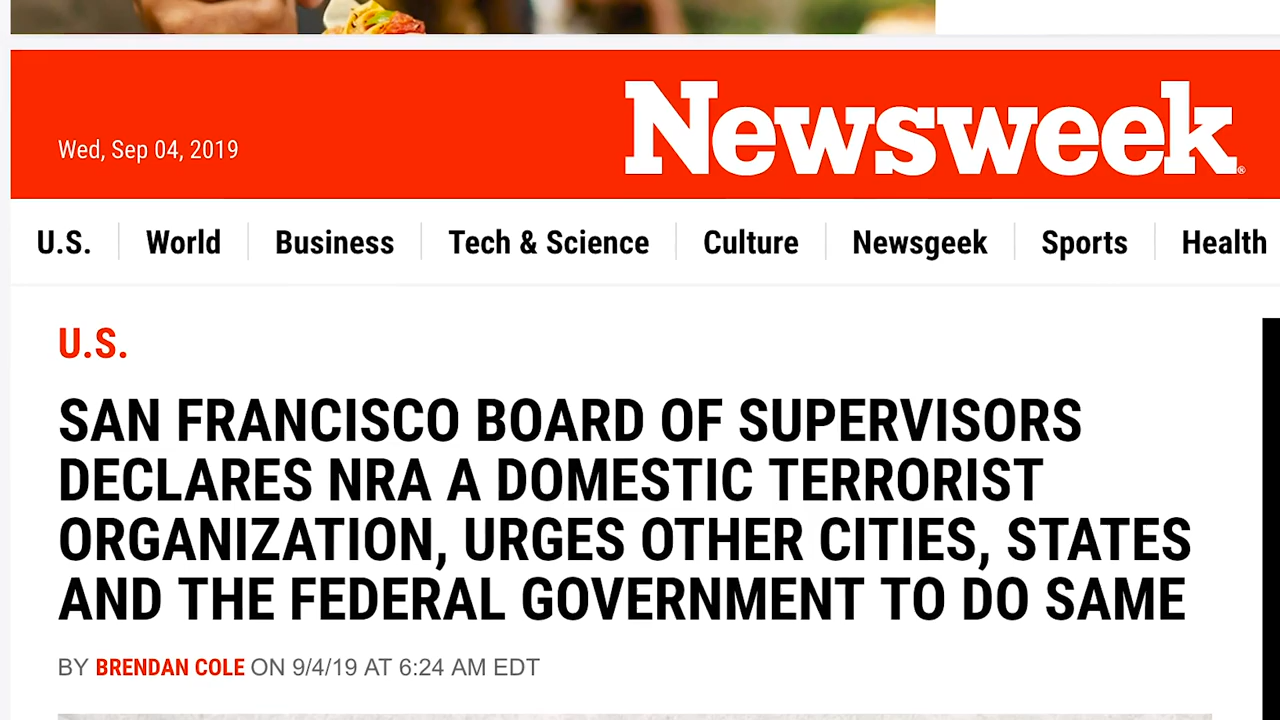 Wed, Sep 04, 2019
Newsweek®
U.S.
World
Business
Tech & Science
Culture
Newsgeek
Sports
Health
U.S.
SAN FRANCISCO BOARD OF SUPERVISORS
DECLARES NRA A DOMESTIC TERRORIST
ORGANIZATION, URGES OTHER CITIES, STATES
AND THE FEDERAL GOVERNMENT TO DO SAME
BY BRENDAN COLE ON 9/4/19 AT 6:24 AM EDT